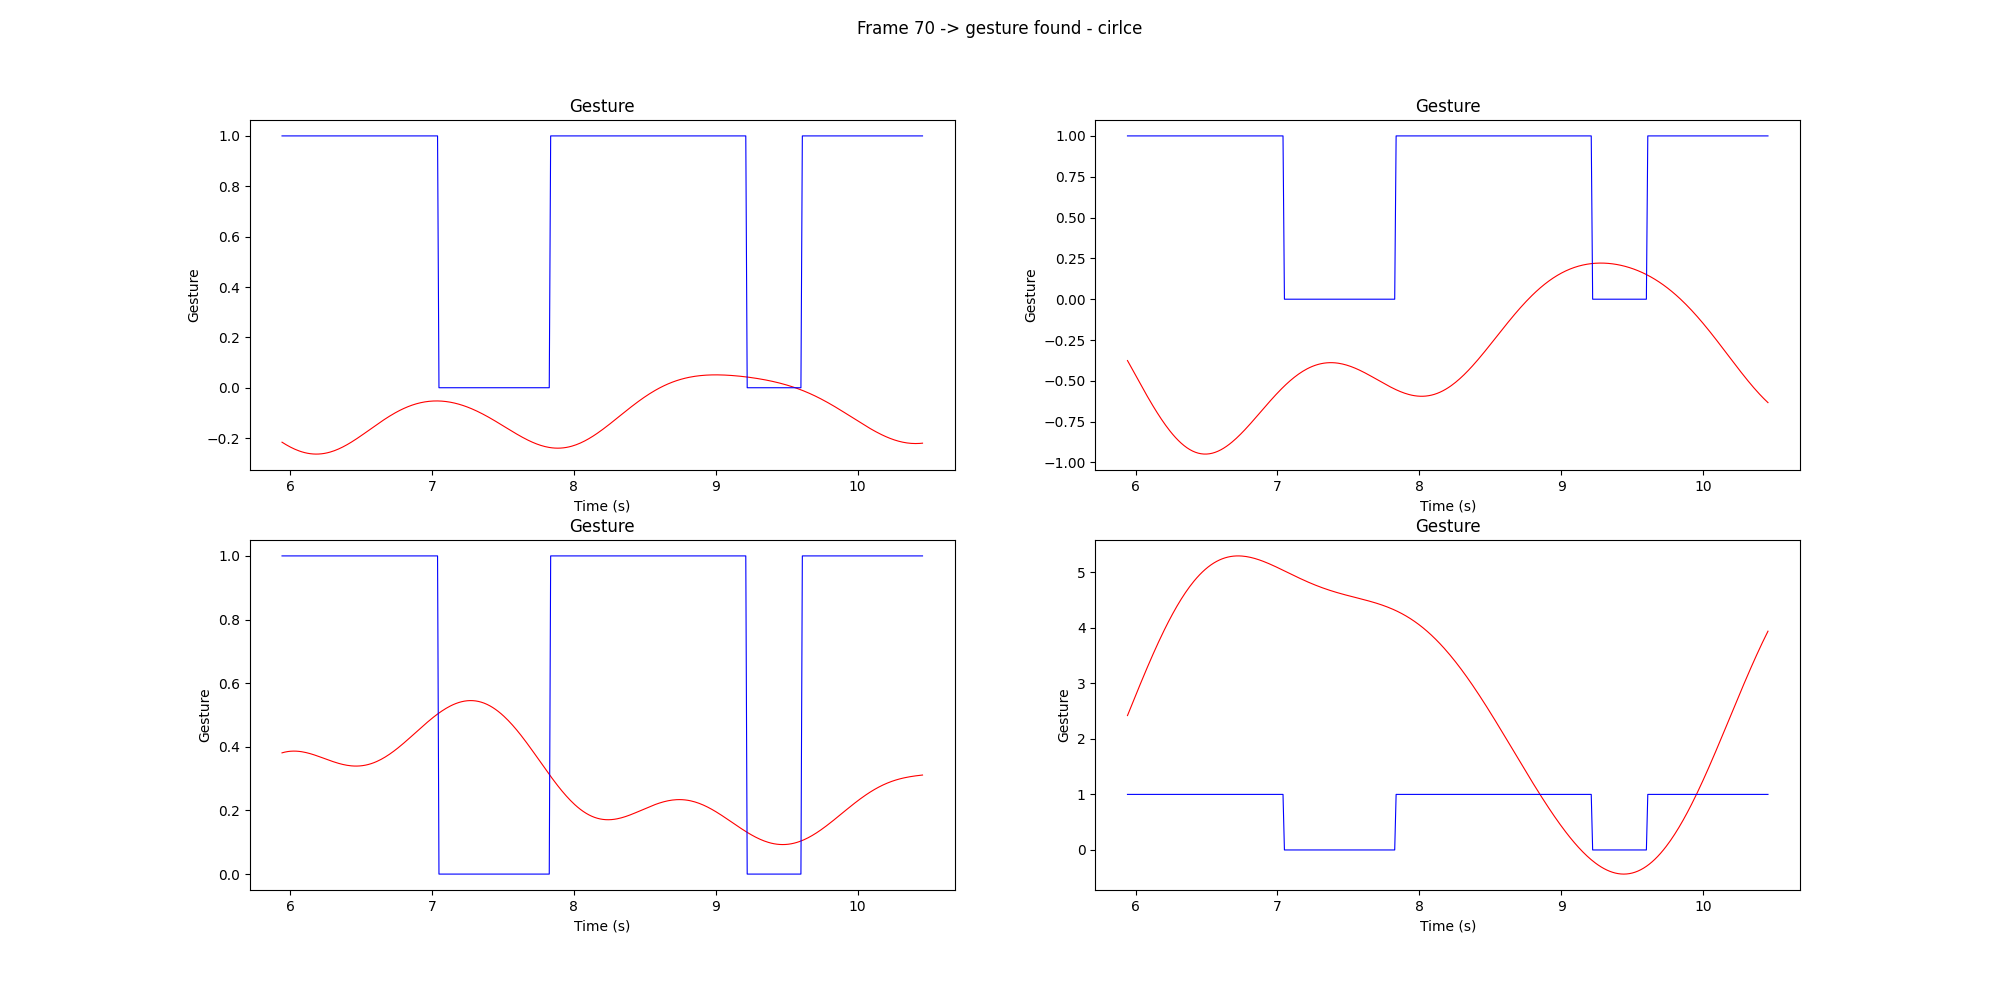 Frame 70 -> gesture found - cirlce
Gesture
1.0
0.8
0.6
0.4
0.2
0.0
−0.2
Gesture
6 7 8 9 10
Time (s)
Gesture
1.00
0.75
0.50
0.25
0.00
−0.25
−0.50
−0.75
−1.00
Gesture
6 7 8 9 10
Time (s)
Gesture
1.0
0.8
0.6
0.4
0.2
0.0
Gesture
6 7 8 9 10
Time (s)
Gesture
5
4
3
2
1
0
Gesture
6 7 8 9 10
Time (s)